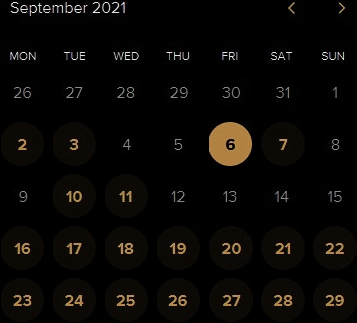 September 2021 < >
MON TUE WED THU FRI SAT SUN
26 27 28 29 30 31 1
2 3 4 5 6 7 8
9 10 11 12 13 14 15
16 17 18 19 20 21 22
23 24 25 26 27 28 29